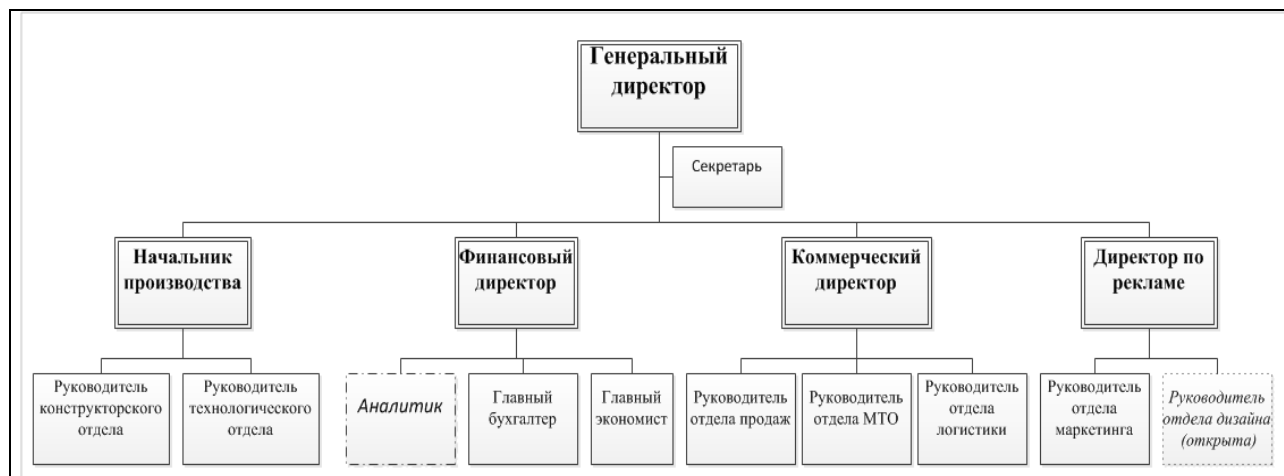 Генеральный
директор
Секретарь
Начальник
производства
Финансовый
директор
Коммерческий
директор
Директор по
рекламе
Руководитель
конструкторского
отдела
Руководитель
технологического
отдела
Аналитик
Главный
бухгалтер
Главный
экономист
Руководитель
отдела продаж
Руководитель
отдела МТО
Руководитель
отдела
логистики
Руководитель
отдела
маркетинга
Руководитель
отдела дизайна
(открыта)